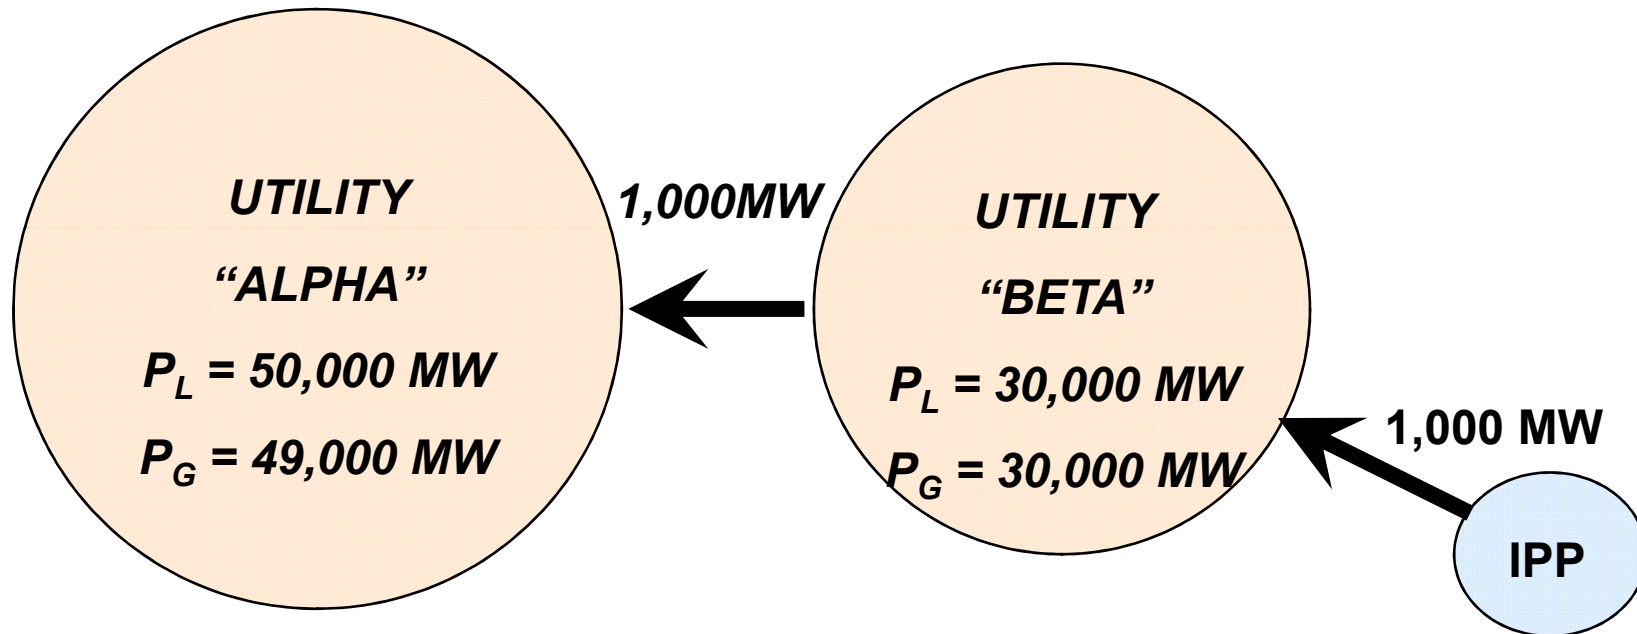 UTILITY
“ALPHA”
P_L = 50,000 MW
P_G = 49,000 MW
1,000MW
UTILITY
“BETA”
P_L = 30,000 MW
P_G = 30,000 MW
1,000 MW
IPP